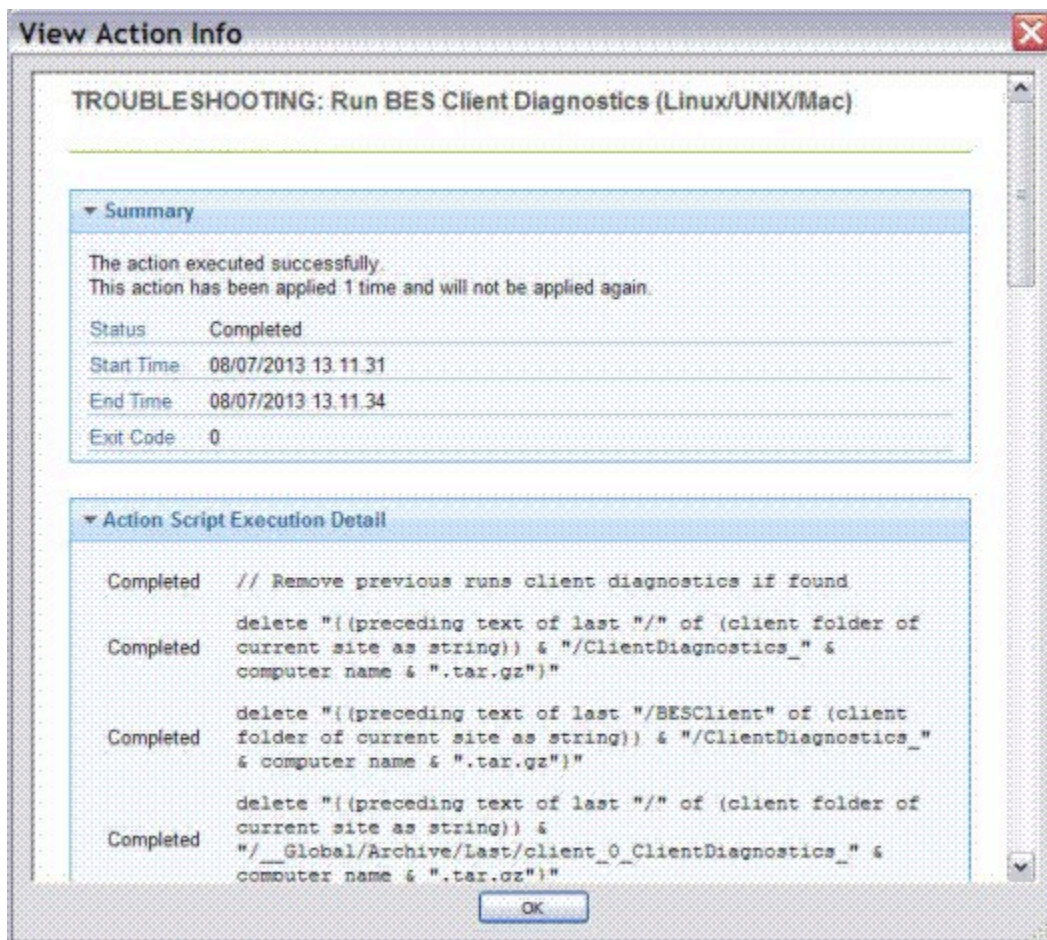 View Action Info
TROUBLESHOOTING: Run BES Client Diagnostics (Linux/UNIX/Mac)
Summary
The action executed successfully.
This action has been applied 1 time and will not be applied again.
Status Completed
Start Time 08/07/2013 13.11.31
End Time 08/07/2013 13.11.34
Exit Code 0
Action Script Execution Detail
Completed // Remove previous runs client diagnostics if found
delete "{(preceding text of last "/" of (client folder of
Completed current site as string)) & "/ClientDiagnostics_" &
computer name & ".tar.gz"}"
delete "{(preceding text of last "/BESClient" of (client
Completed folder of current site as string)) & "/ClientDiagnostics_"
& computer name & ".tar.gz"}"
delete "{(preceding text of last "/" of (client folder of
current site as string)) &
Completed "/__Global/Archive/Last/client_0_ClientDiagnostics_" &
computer name & ".tar.gz"}"
OK